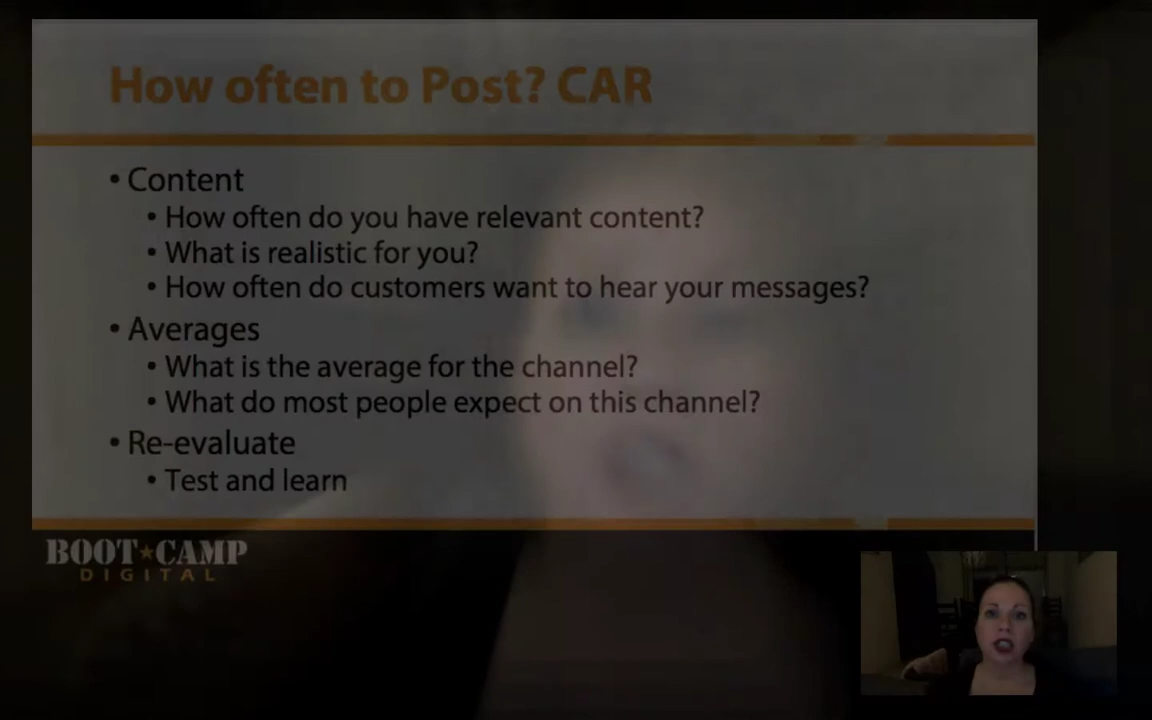 How often to Post? CAR
• Content
• How often do you have relevant content?
• What is realistic for you?
• How often do customers want to hear your messages?
• Averages
• What is the average for the channel?
• What do most people expect on this channel?
• Re-evaluate
• Test and learn
BOOT★CAMP
DIGITAL